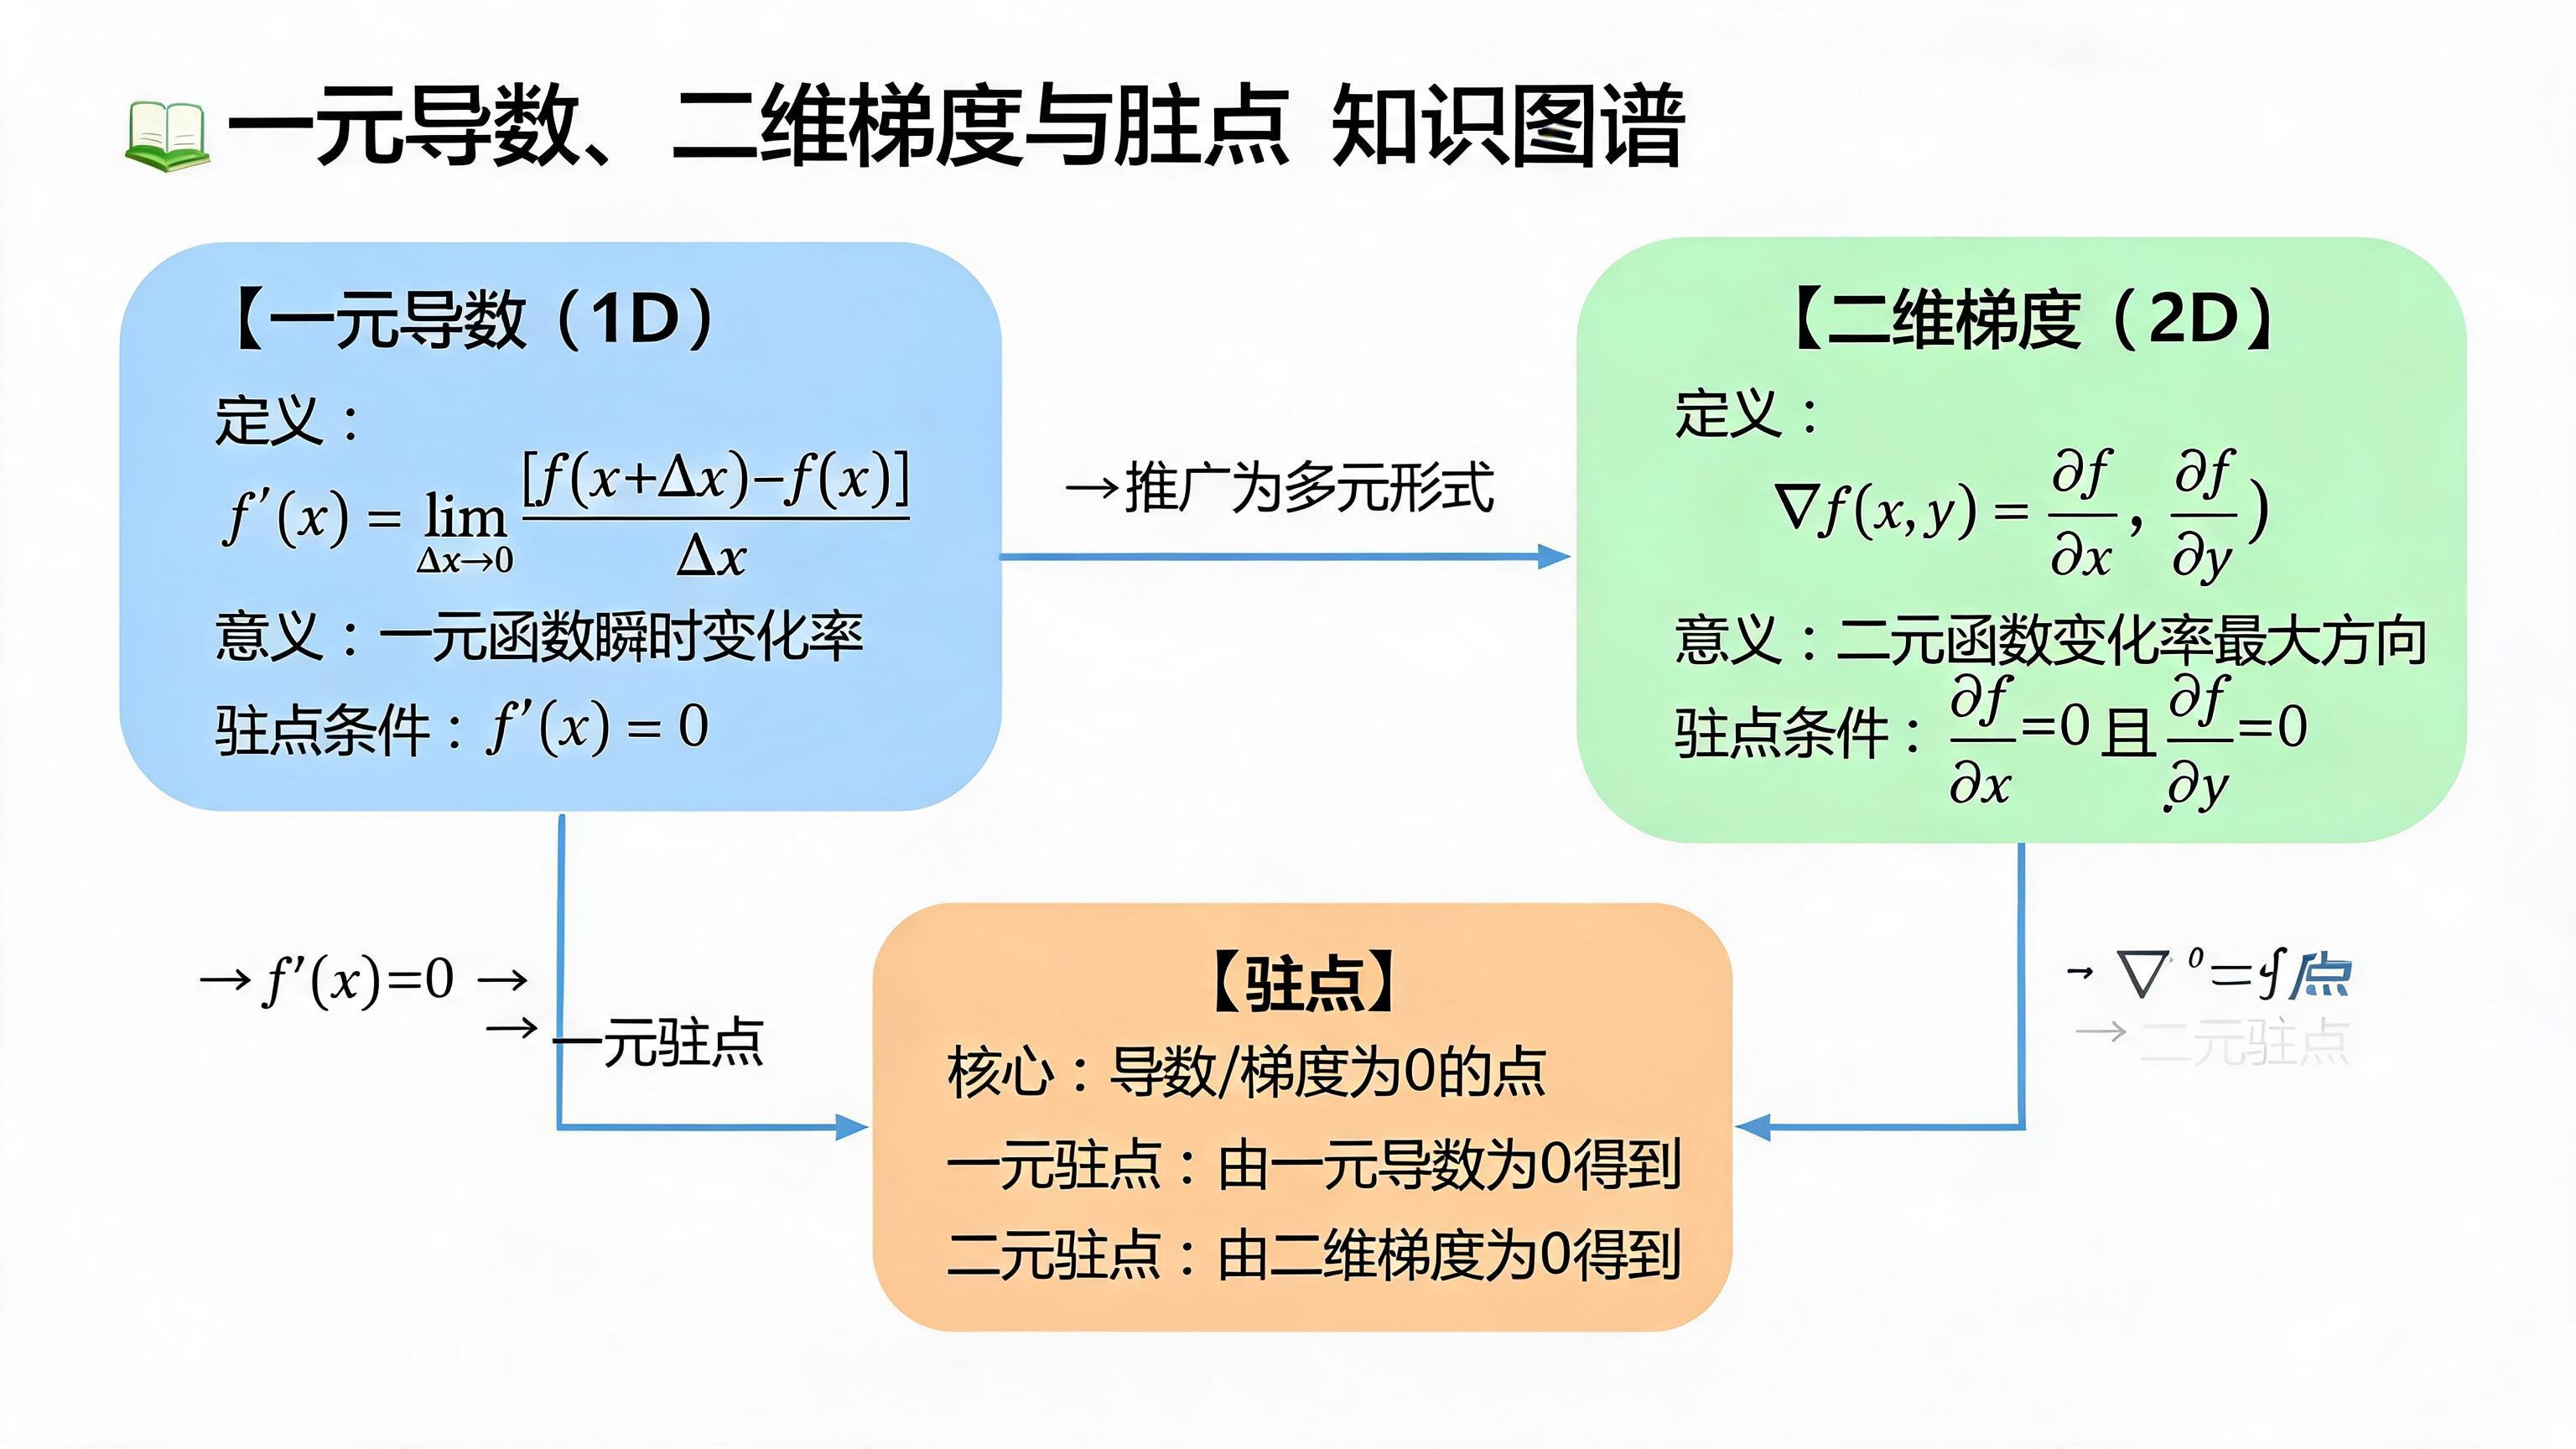 一元导数、二维梯度与胜点 知识图谱
【一元导数（1D）
定义：
f′(x) = lim Δx→0 [f(x+Δx)−f(x)] / Δx
意义：一元函数瞬时变化率
驻点条件：f′(x) = 0
→推广为多元形式
【二维梯度（2D】
定义：
∇f(x,y) = ∂f/∂x , ∂f/∂y )
意义：二元函数变化率最大方向
驻点条件：∂f/∂x=0 且 ∂f/∂y=0
→f′(x)=0 →
→ 一元驻点
【驻点】
核心：导数/梯度为0的点
一元驻点：由一元导数为0得到
二元驻点：由二维梯度为0得到
→ ∇ 0= 点
→ 二元驻点